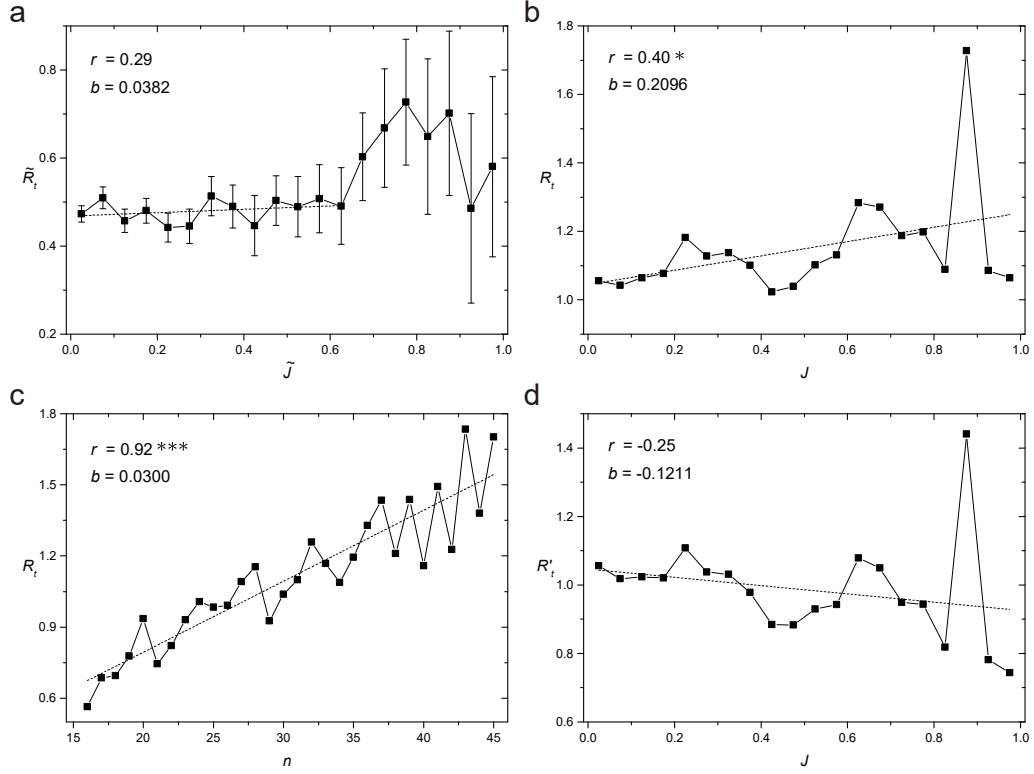 a
r = 0.29
b = 0.0382
0.8
0.6
0.4
0.2
R̃t
0.0 0.2 0.4 0.6 0.8 1.0
J̃
b
r = 0.40 *
b = 0.2096
1.8
1.6
1.4
1.2
1.0
Rt
0.0 0.2 0.4 0.6 0.8 1.0
J
c
r = 0.92 ***
b = 0.0300
1.8
1.5
1.2
0.9
0.6
Rt
15 20 25 30 35 40 45
n
d
r = -0.25
b = -0.1211
1.4
1.2
1.0
0.8
0.6
R't
0.0 0.2 0.4 0.6 0.8 1.0
J